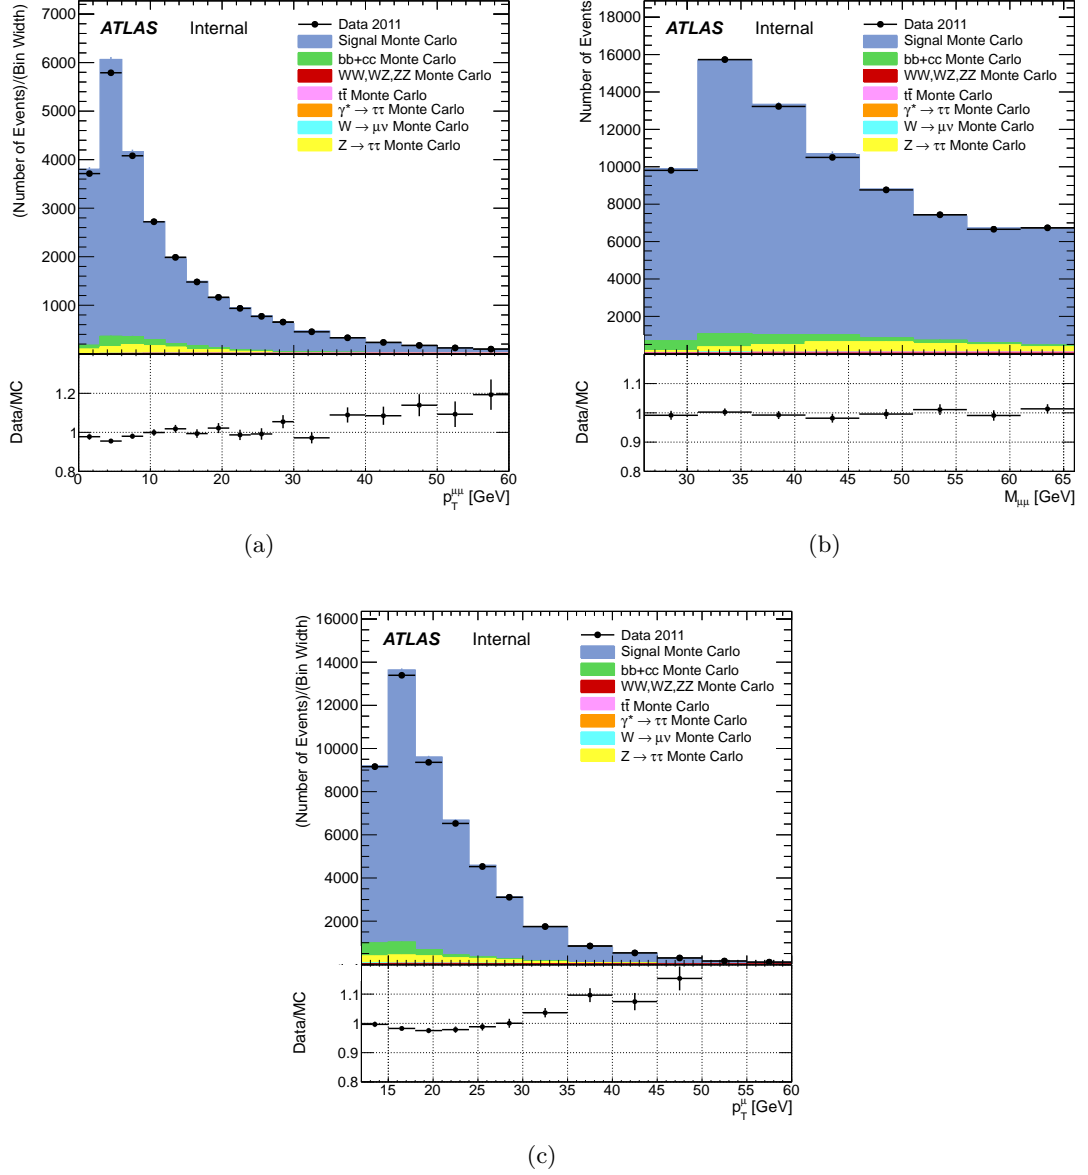 ATLAS Internal
Data 2011
Signal Monte Carlo
bb+cc Monte Carlo
WW,WZ,ZZ Monte Carlo
tt̄ Monte Carlo
γ* → ττ Monte Carlo
W → μν Monte Carlo
Z → ττ Monte Carlo
(Number of Events)/(Bin Width)
7000
6000
5000
4000
3000
2000
1000
Data/MC
1.2
1
0.8
0 10 20 30 40 50 60
p_T^μμ [GeV]
(a)
ATLAS Internal
Data 2011
Signal Monte Carlo
bb+cc Monte Carlo
WW,WZ,ZZ Monte Carlo
tt̄ Monte Carlo
γ* → ττ Monte Carlo
W → μν Monte Carlo
Z → ττ Monte Carlo
Number of Events
18000
16000
14000
12000
10000
8000
6000
4000
2000
Data/MC
1.1
1
0.9
0.8
30 35 40 45 50 55 60 65
M_μμ [GeV]
(b)
ATLAS Internal
Data 2011
Signal Monte Carlo
bb+cc Monte Carlo
WW,WZ,ZZ Monte Carlo
tt̄ Monte Carlo
γ* → ττ Monte Carlo
W → μν Monte Carlo
Z → ττ Monte Carlo
(Number of Events)/(Bin Width)
16000
14000
12000
10000
8000
6000
4000
2000
Data/MC
1.1
1
0.9
0.8
15 20 25 30 35 40 45 50 55 60
p_T^μ [GeV]
(c)